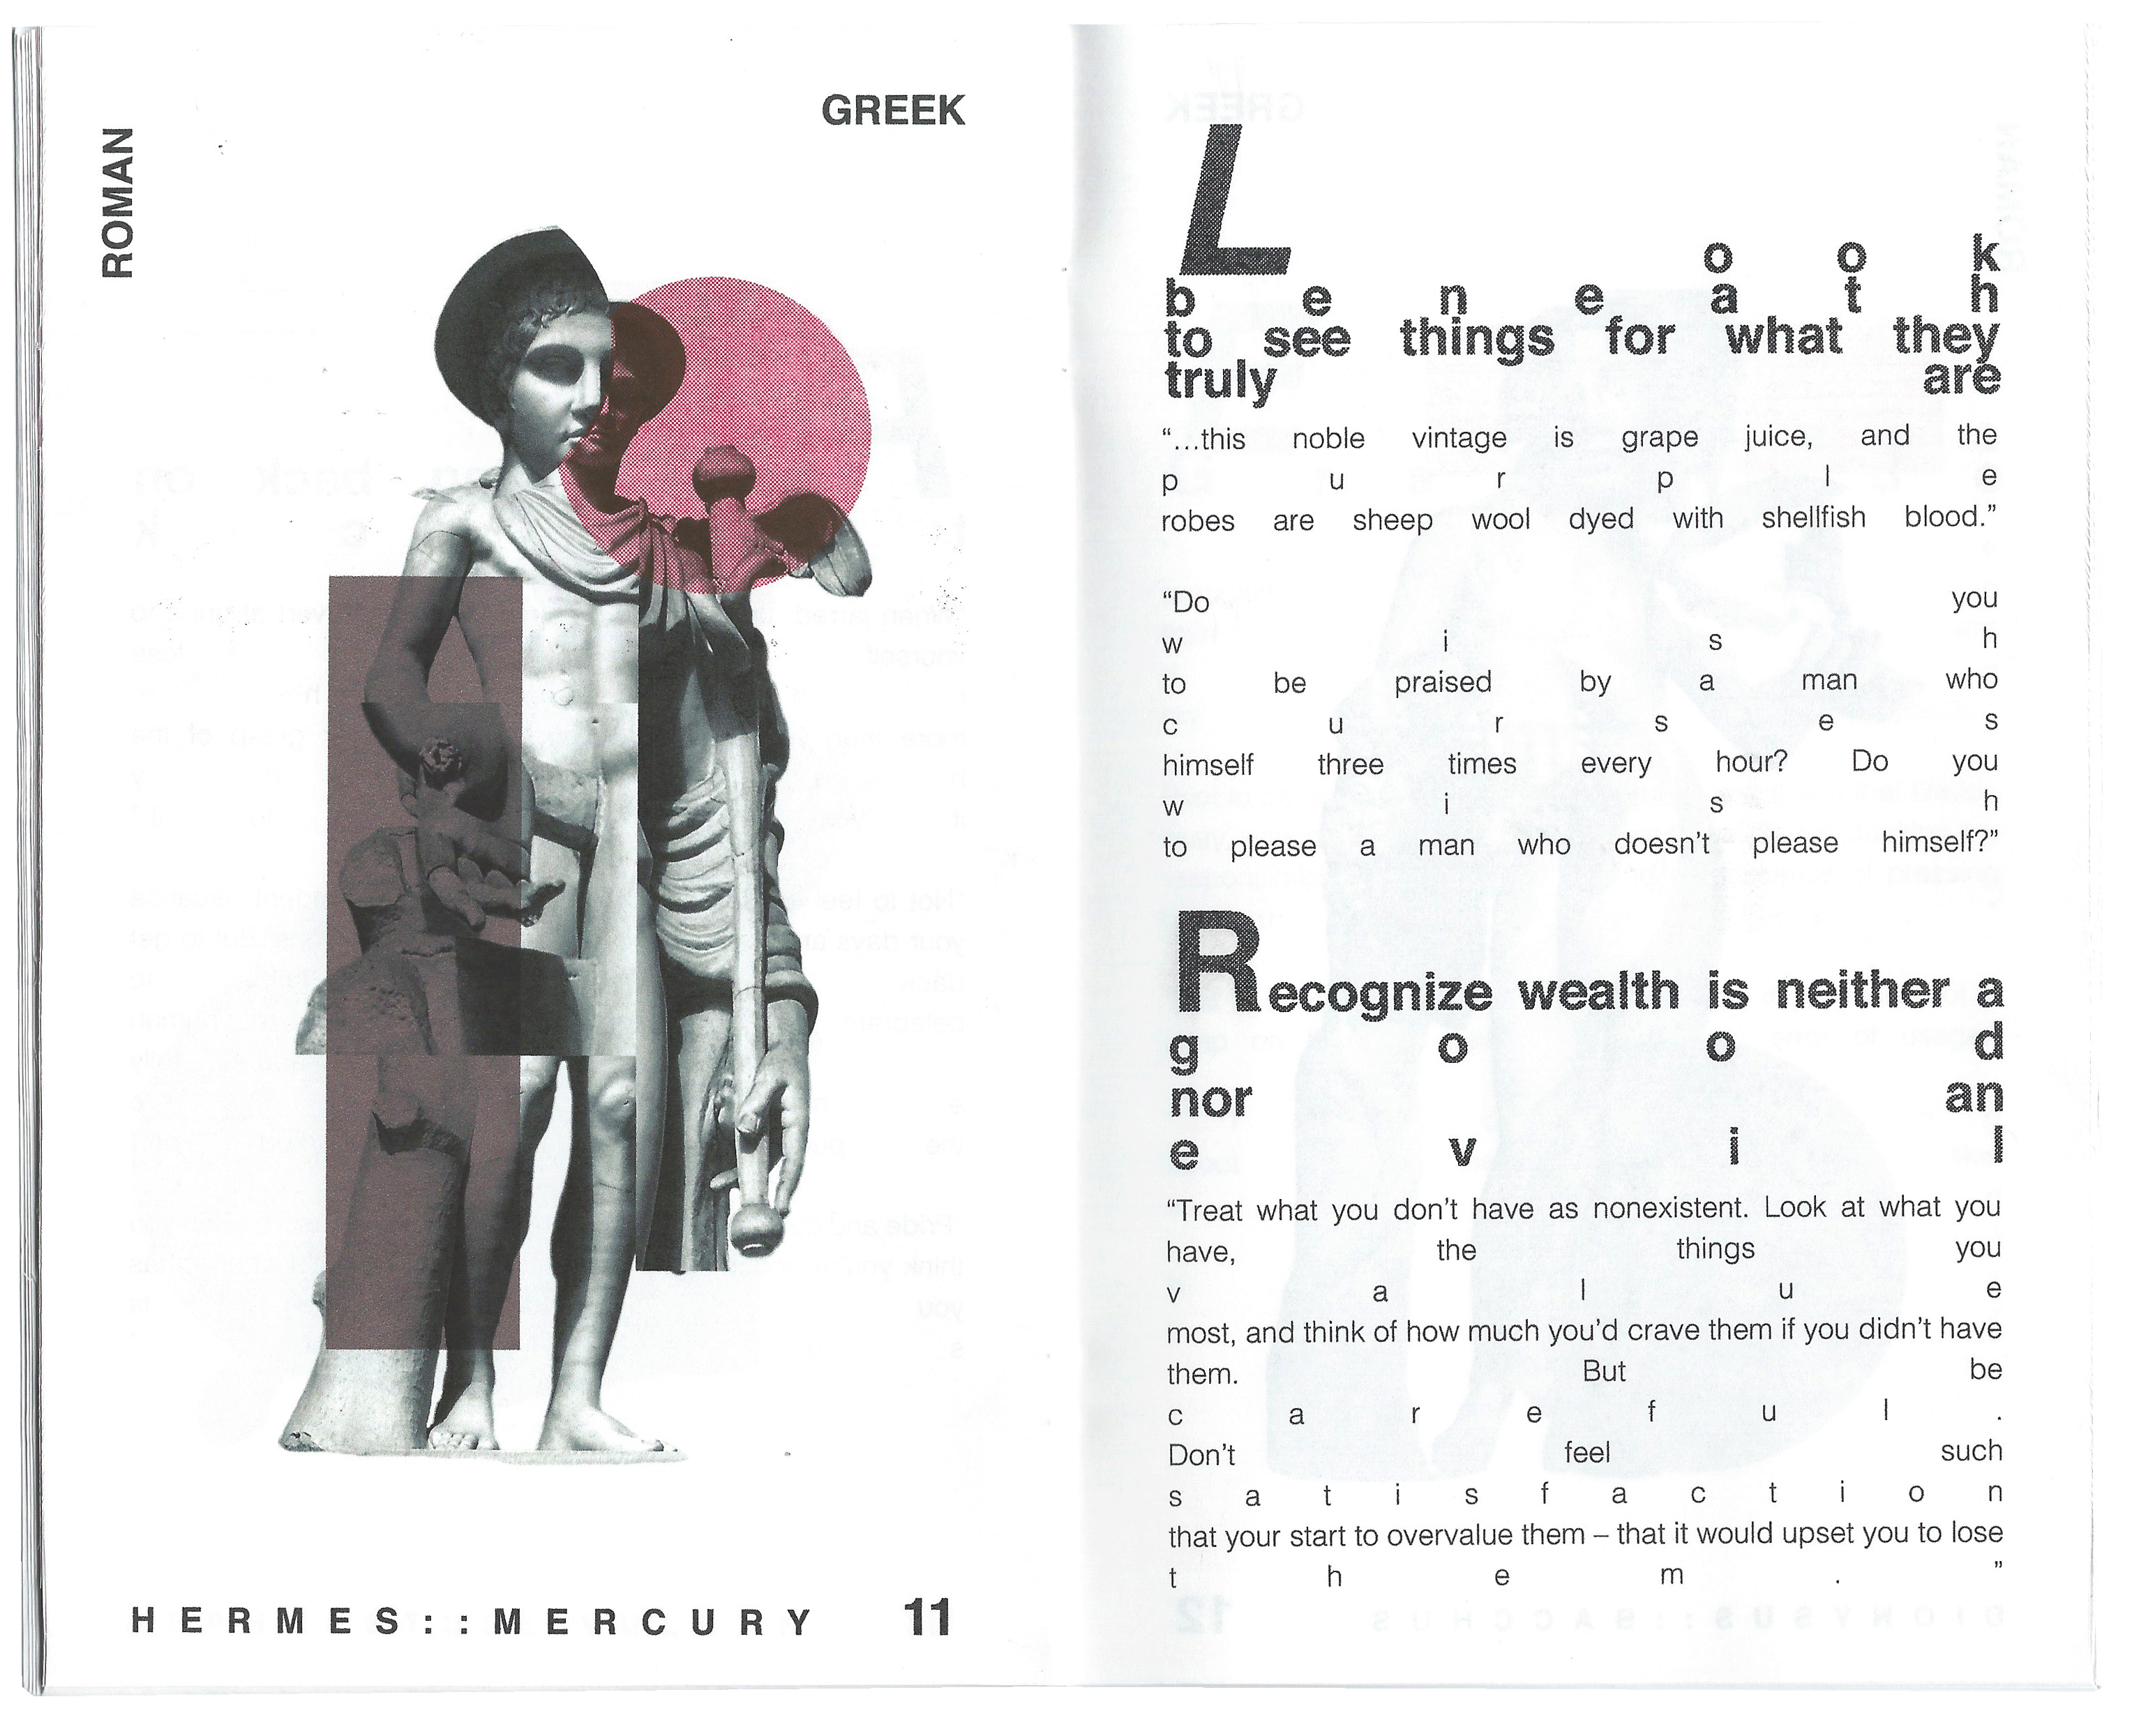 ROMAN
GREEK
HERMES::MERCURY 11
Look
beneath
to see things for what they
truly are
“...this noble vintage is grape juice, and the
purple
robes are sheep wool dyed with shellfish blood.”
“Do you
wish
to be praised by a man who
curses
himself three times every hour? Do you
wish
to please a man who doesn’t please himself?”
Recognize wealth is neither a
good
nor an
evil
“Treat what you don’t have as nonexistent. Look at what you
have, the things you
value
most, and think of how much you’d crave them if you didn’t have
them. But be
careful.
Don’t feel such
satisfaction
that your start to overvalue them – that it would upset you to lose
them.”